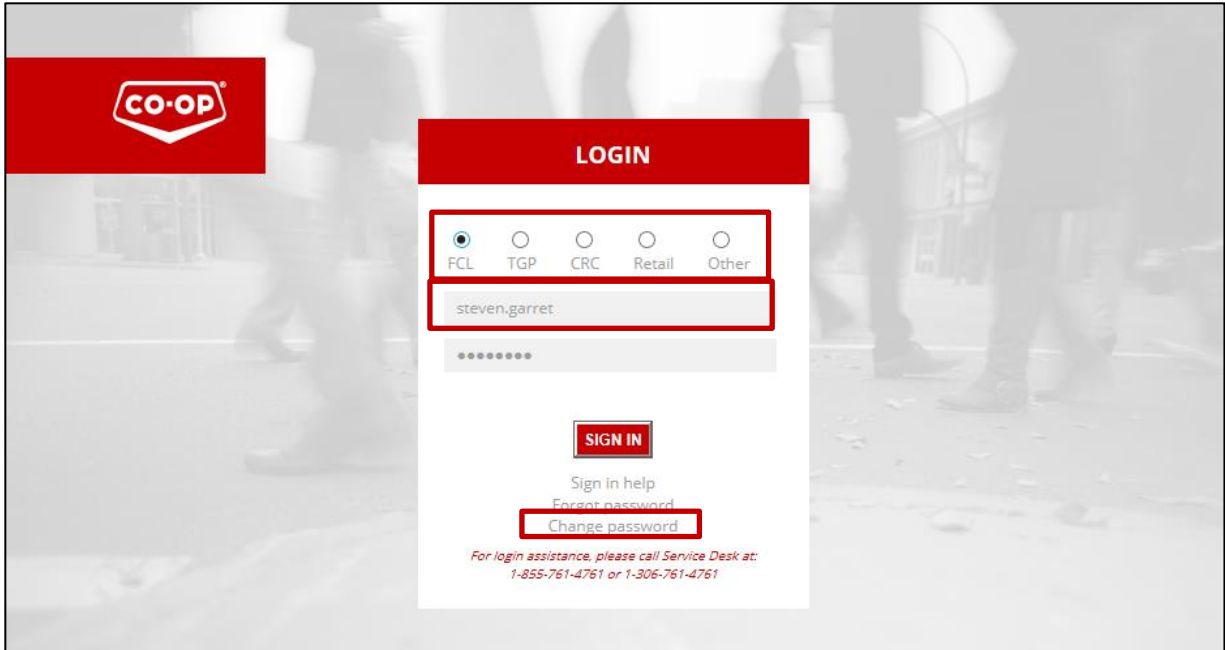 CO-OP®
LOGIN
FCL TGP CRC Retail Other
steven.garret
••••••••
SIGN IN
Sign in help
Forgot password
Change password
For login assistance, please call Service Desk at:
1-855-761-4761 or 1-306-761-4761